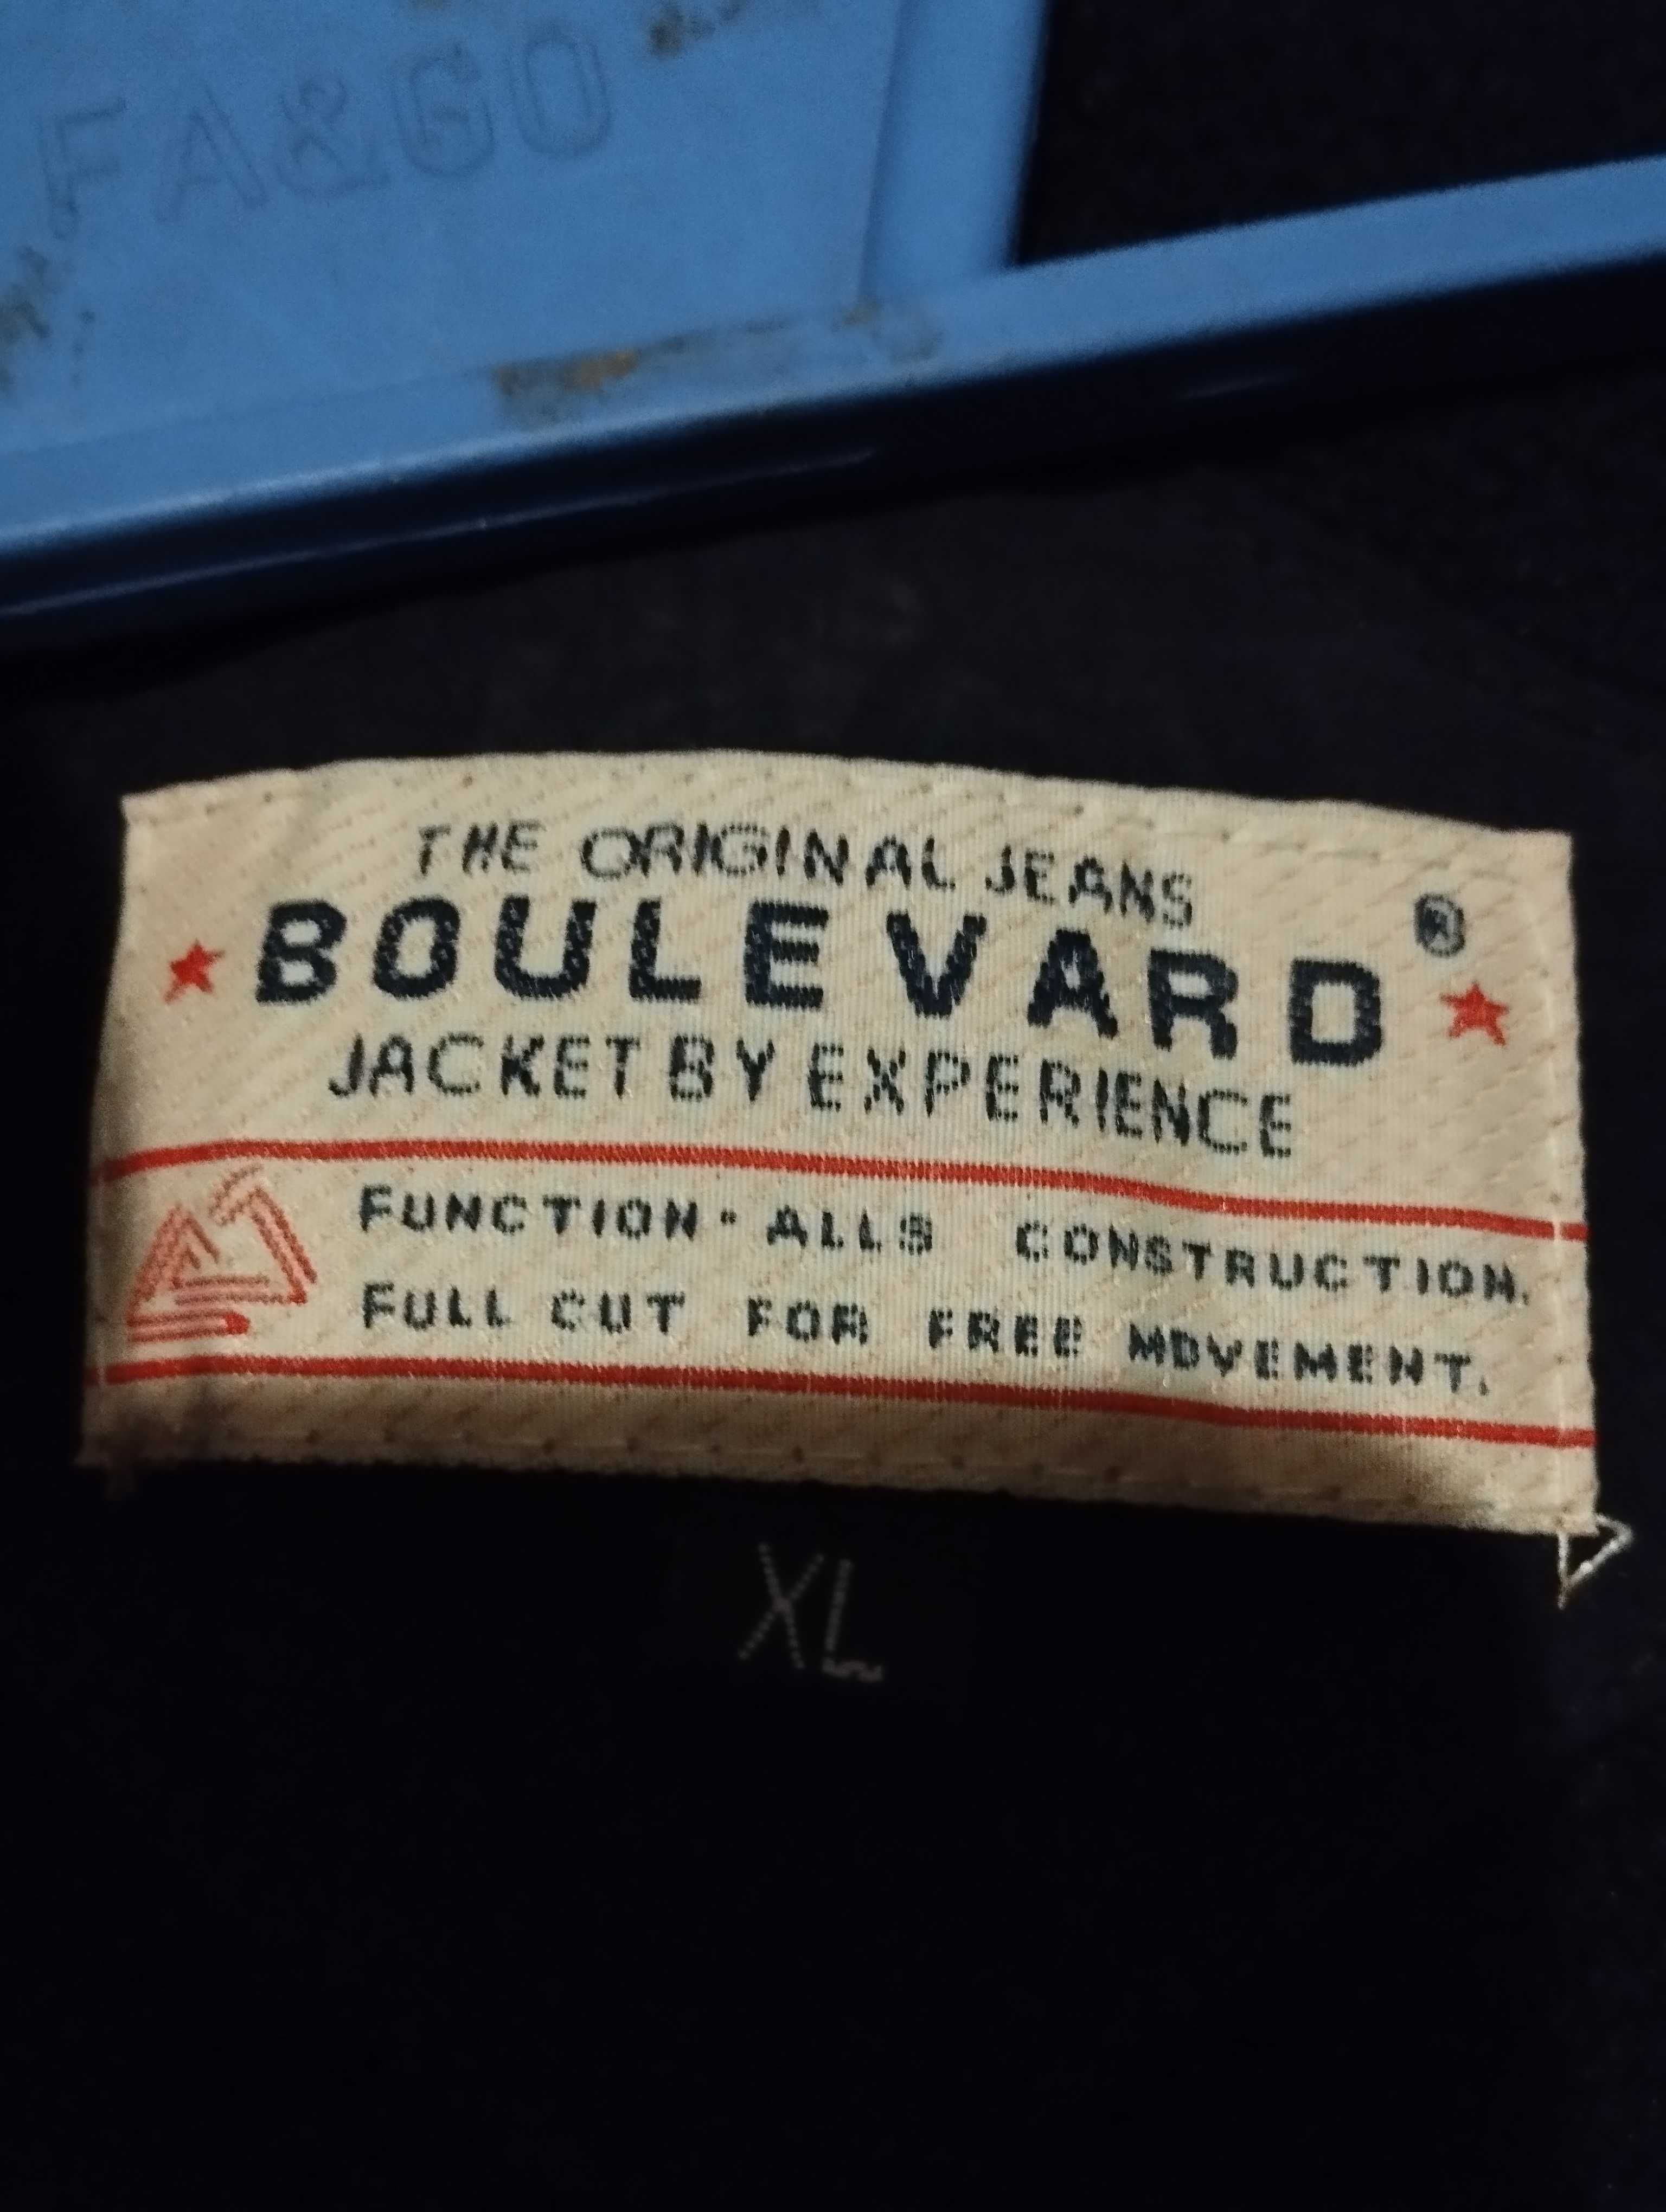 FA&GO
THE ORIGINAL JEANS
BOULEVARD ®
JACKET BY EXPERIENCE
FUNCTION-ALLS CONSTRUCTION.
FULL CUT FOR FREE MOVEMENT.
XL